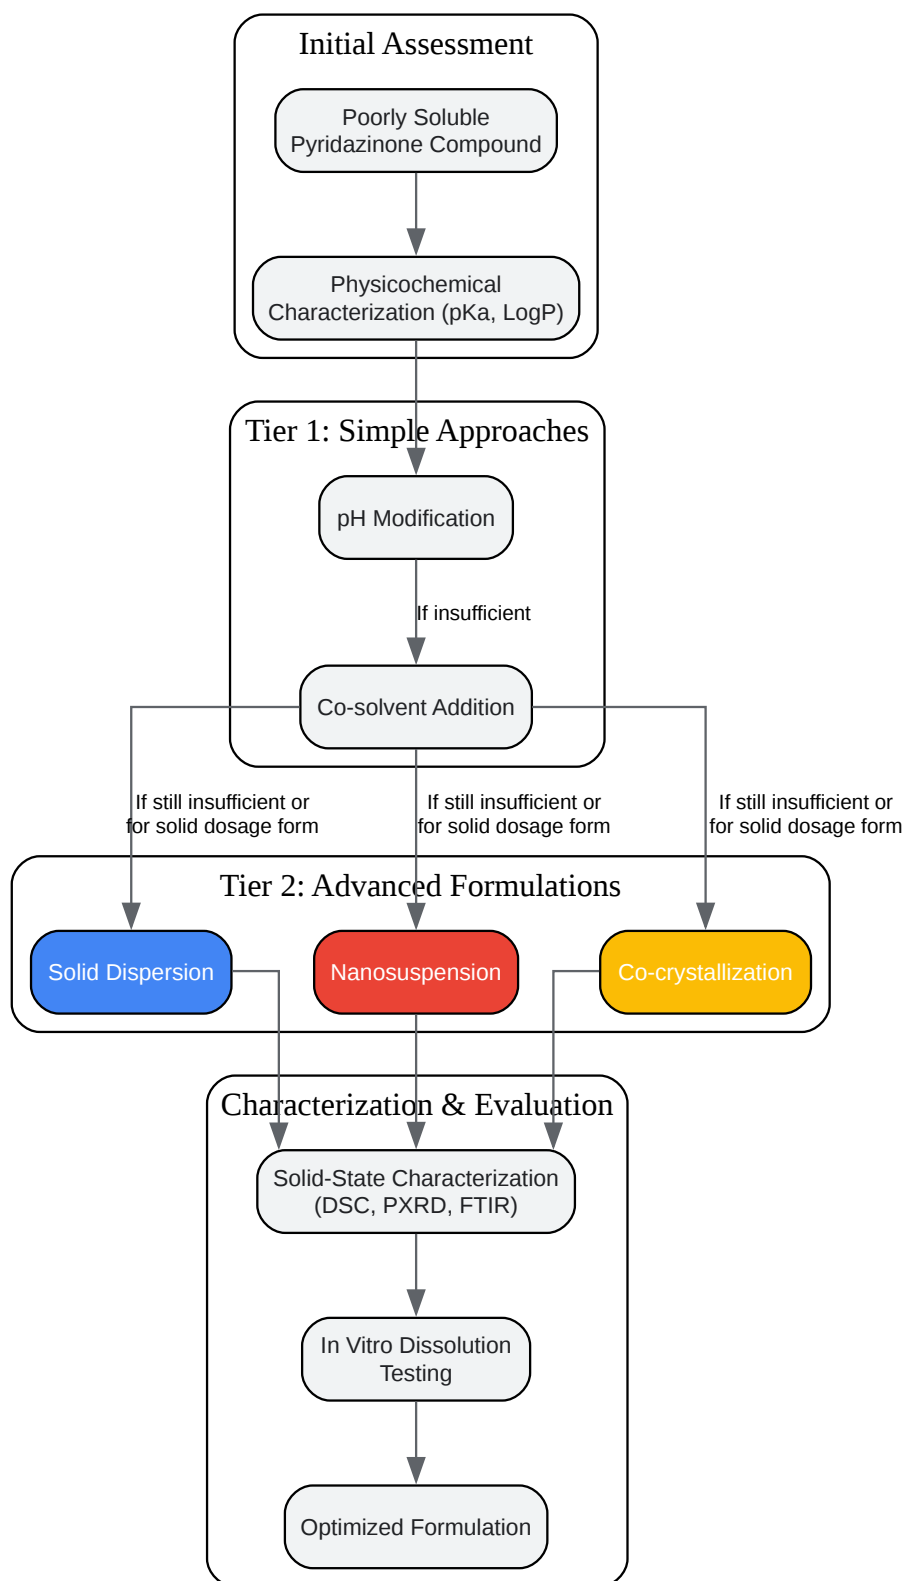 Initial Assessment
Poorly Soluble
Pyridazinone Compound
Physicochemical
Characterization (pKa, LogP)
Tier 1: Simple Approaches
pH Modification
If insufficient
Co-solvent Addition
If still insufficient or
for solid dosage form
If still insufficient or
for solid dosage form
If still insufficient or
for solid dosage form
Tier 2: Advanced Formulations
Solid Dispersion
Nanosuspension
Co-crystallization
Characterization & Evaluation
Solid-State Characterization
(DSC, PXRD, FTIR)
In Vitro Dissolution
Testing
Optimized Formulation